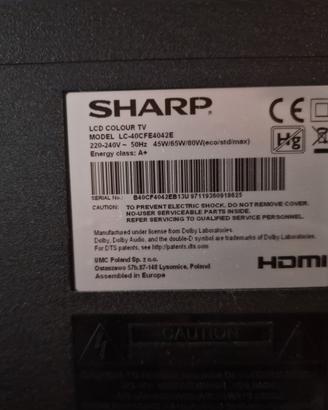 SHARP®
LCD COLOUR TV
MODEL LC-40CFE4042E
220-240V ~ 50Hz 45W/65W/80W(eco/std/max)
Energy class: A+
Hg
SERIAL No.: B40CF4042EB13U 97119360918625
CAUTION: TO PREVENT ELECTRIC SHOCK, DO NOT REMOVE COVER.
NO-USER SERVICEABLE PARTS INSIDE.
REFER SERVICING TO QUALIFIED SERVICE PERSONNEL.
Manufactured under license from Dolby Laboratories.
Dolby, Dolby Audio, and the double-D symbol are trademarks of Dolby Laboratories.
For DTS patents, see http://patents.dts.com
UMC Poland Sp. z o.o.
Ostaszewo 57b,87-148 Lysomice, Poland
Assembled in Europe
HDMI
CAUTION